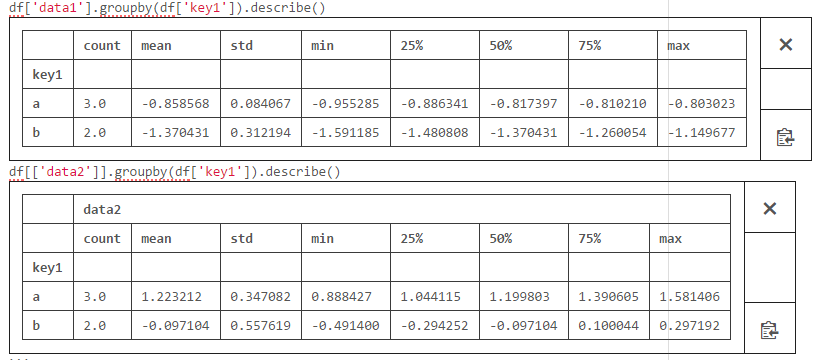 df['data1'].groupby(df['key1']).describe()
count mean std min 25% 50% 75% max
key1
a 3.0 -0.858568 0.084067 -0.955285 -0.886341 -0.817397 -0.810210 -0.803023
b 2.0 -1.370431 0.312194 -1.591185 -1.480808 -1.370431 -1.260054 -1.149677
df[['data2']].groupby(df['key1']).describe()
data2
count mean std min 25% 50% 75% max
key1
a 3.0 1.223212 0.347082 0.888427 1.044115 1.199803 1.390605 1.581406
b 2.0 -0.097104 0.557619 -0.491400 -0.294252 -0.097104 0.100044 0.297192